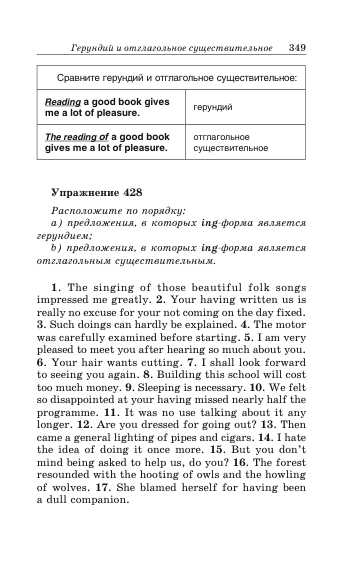 Герундий и отглагольное существительное 349
Сравните герундий и отглагольное существительное:
Reading a good book gives
me a lot of pleasure.
герундий
The reading of a good book
gives me a lot of pleasure.
отглагольное
существительное
Упражнение 428
Расположите по порядку:
a) предложения, в которых ing-форма является
герундием;
b) предложения, в которых ing-форма является
отглагольным существительным.
1. The singing of those beautiful folk songs
impressed me greatly. 2. Your having written us is
really no excuse for your not coming on the day fixed.
3. Such doings can hardly be explained. 4. The motor
was carefully examined before starting. 5. I am very
pleased to meet you after hearing so much about you.
6. Your hair wants cutting. 7. I shall look forward
to seeing you again. 8. Building this school will cost
too much money. 9. Sleeping is necessary. 10. We felt
so disappointed at your having missed nearly half the
programme. 11. It was no use talking about it any
longer. 12. Are you dressed for going out? 13. Then
came a general lighting of pipes and cigars. 14. I hate
the idea of doing it once more. 15. But you don't
mind being asked to help us, do you? 16. The forest
resounded with the hooting of owls and the howling
of wolves. 17. She blamed herself for having been
a dull companion.